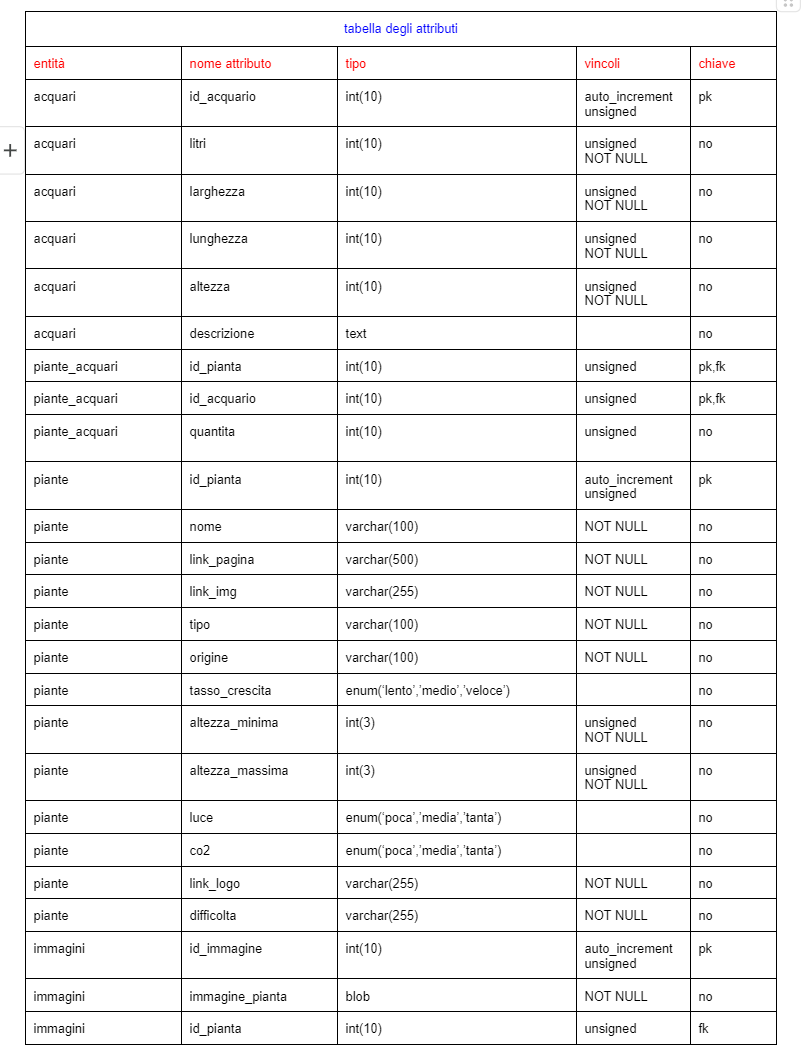 tabella degli attributi
entità nome attributo tipo vincoli chiave
acquari id_acquario int(10) auto_increment pk
unsigned
acquari litri int(10) unsigned no
NOT NULL
acquari larghezza int(10) unsigned no
NOT NULL
acquari lunghezza int(10) unsigned no
NOT NULL
acquari altezza int(10) unsigned no
NOT NULL
acquari descrizione text no
piante_acquari id_pianta int(10) unsigned pk,fk
piante_acquari id_acquario int(10) unsigned pk,fk
piante_acquari quantita int(10) unsigned no
piante id_pianta int(10) auto_increment pk
unsigned
piante nome varchar(100) NOT NULL no
piante link_pagina varchar(500) NOT NULL no
piante link_img varchar(255) NOT NULL no
piante tipo varchar(100) NOT NULL no
piante origine varchar(100) NOT NULL no
piante tasso_crescita enum(‘lento’,’medio’,’veloce’) no
piante altezza_minima int(3) unsigned no
NOT NULL
piante altezza_massima int(3) unsigned no
NOT NULL
piante luce enum(‘poca’,’media’,’tanta’) no
piante co2 enum(‘poca’,’media’,’tanta’) no
piante link_logo varchar(255) NOT NULL no
piante difficolta varchar(255) NOT NULL no
immagini id_immagine int(10) auto_increment pk
unsigned
immagini immagine_pianta blob NOT NULL no
immagini id_pianta int(10) unsigned fk